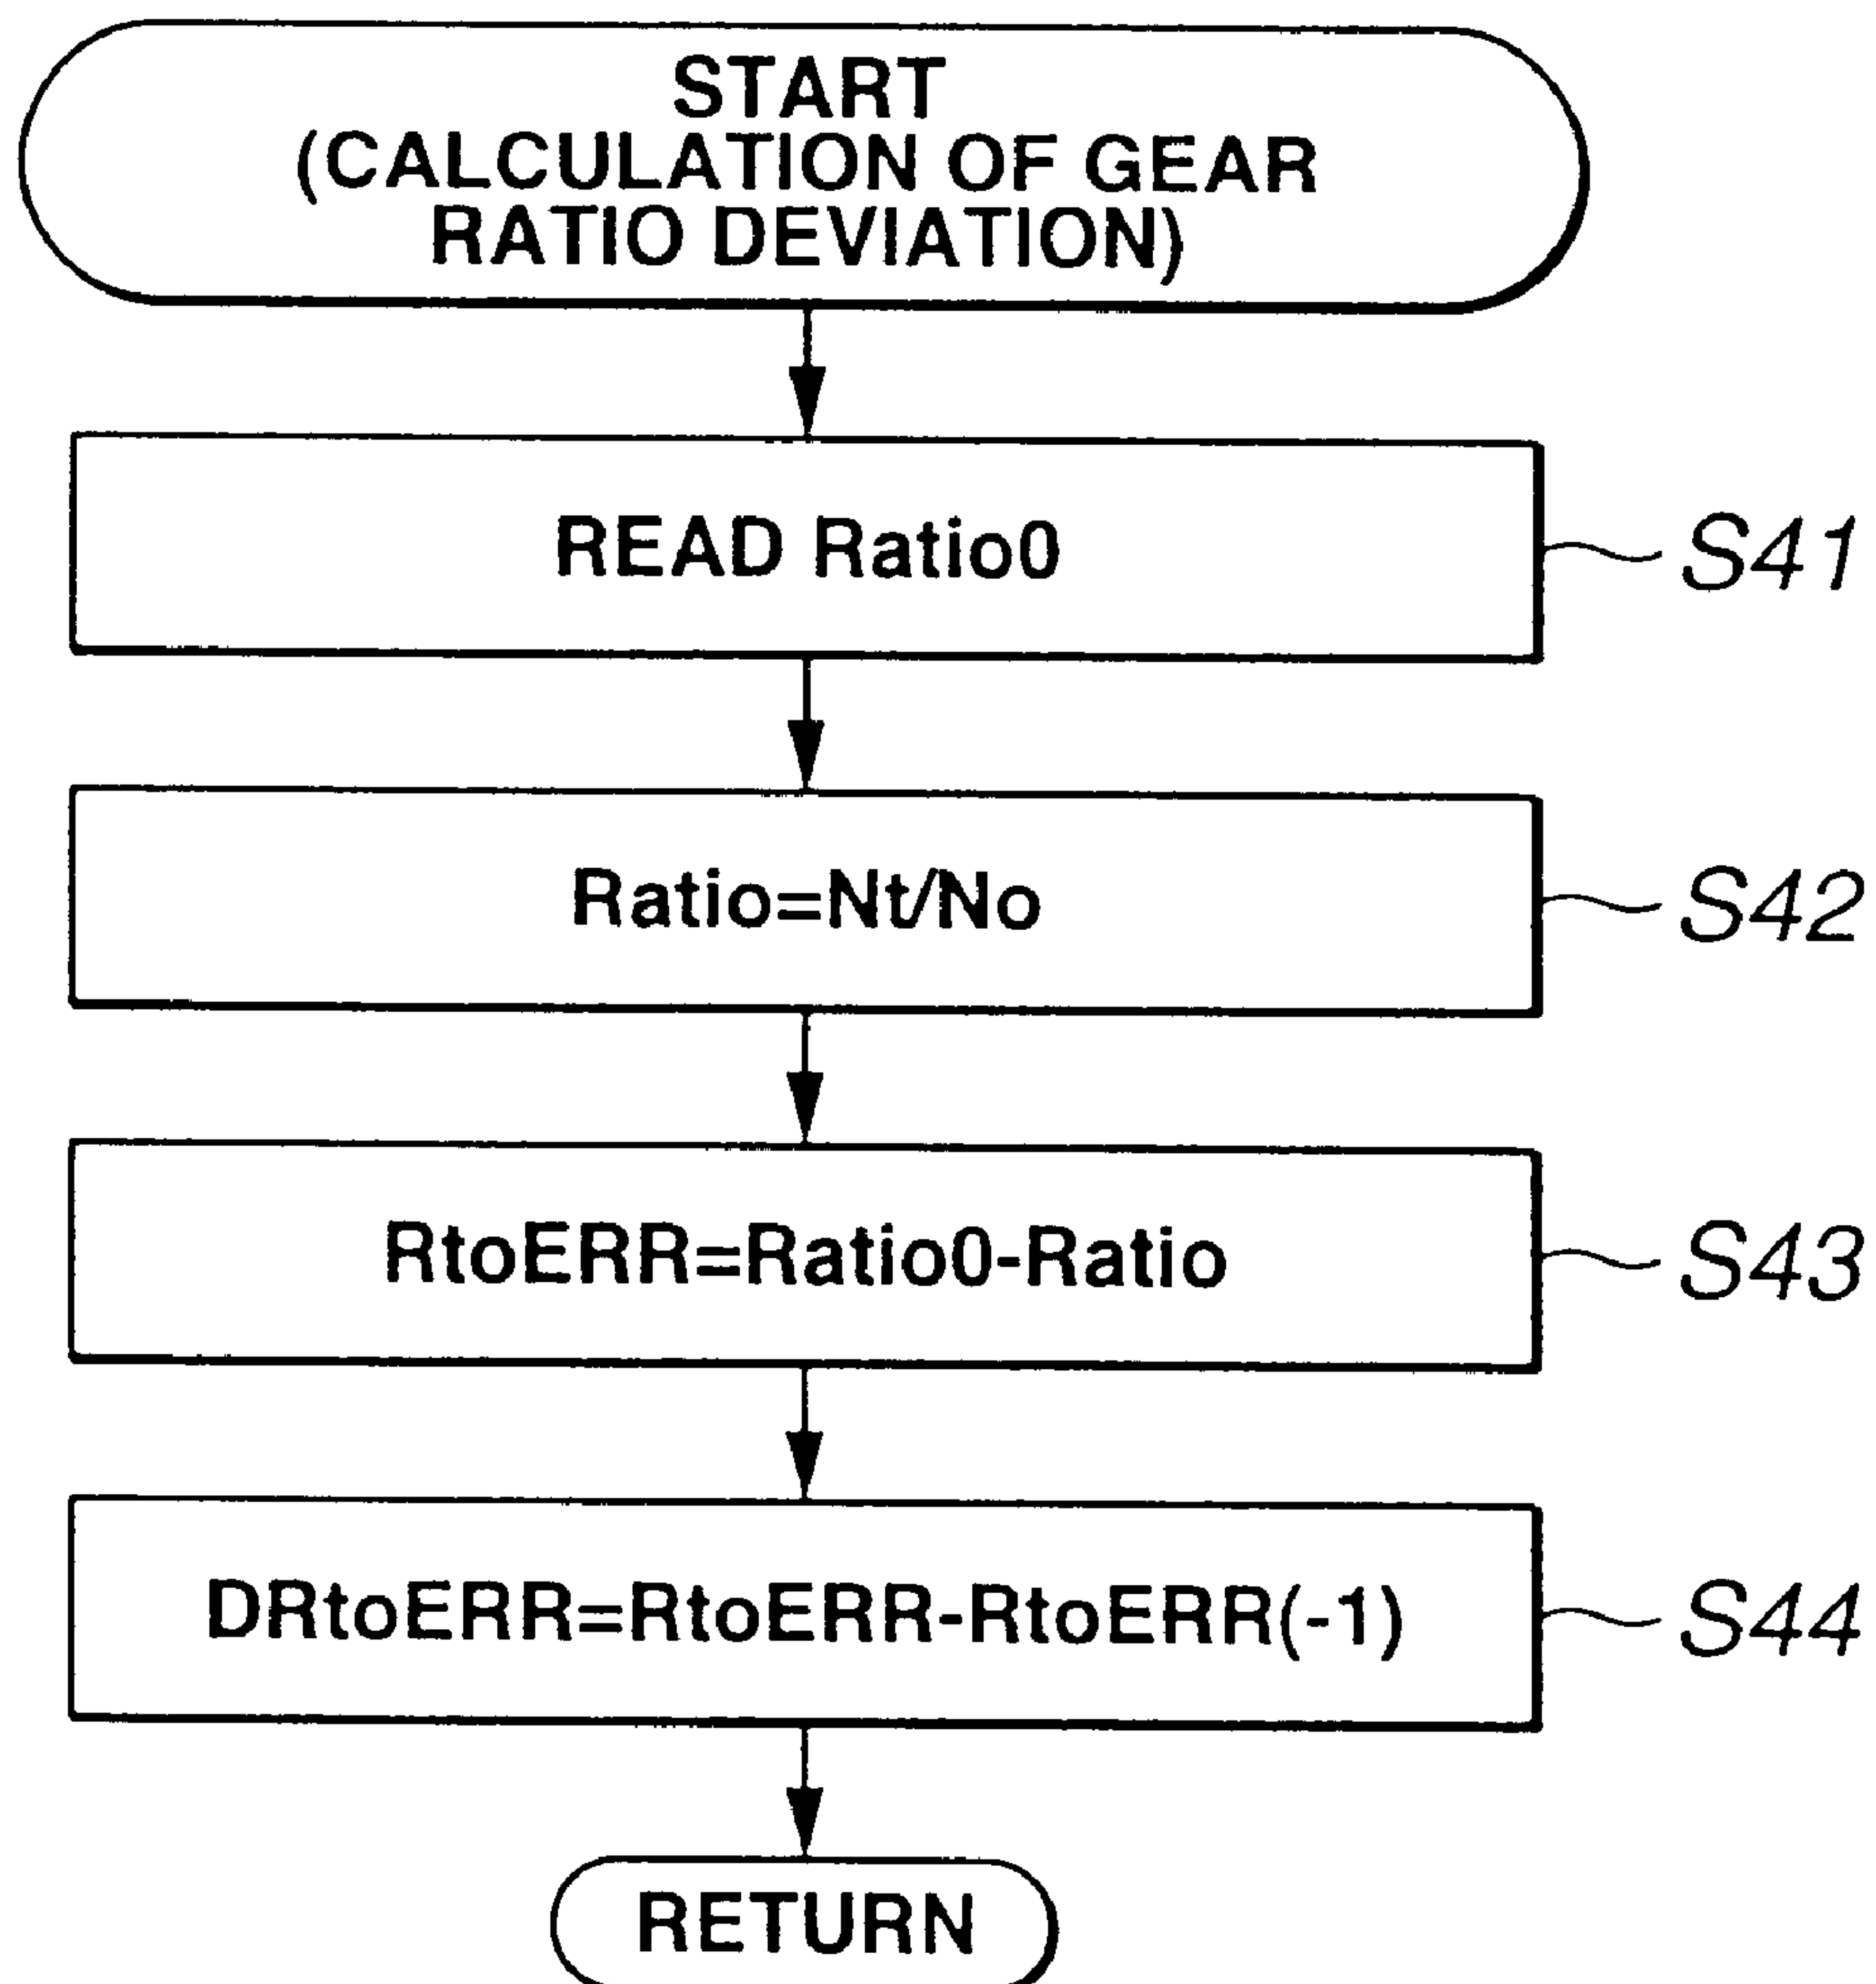 START
(CALCULATION OF GEAR
RATIO DEVIATION)
READ Ratio0
S41
Ratio=Nt/No
S42
RtoERR=Ratio0-Ratio
S43
DRtoERR=RtoERR-RtoERR(-1)
S44
RETURN